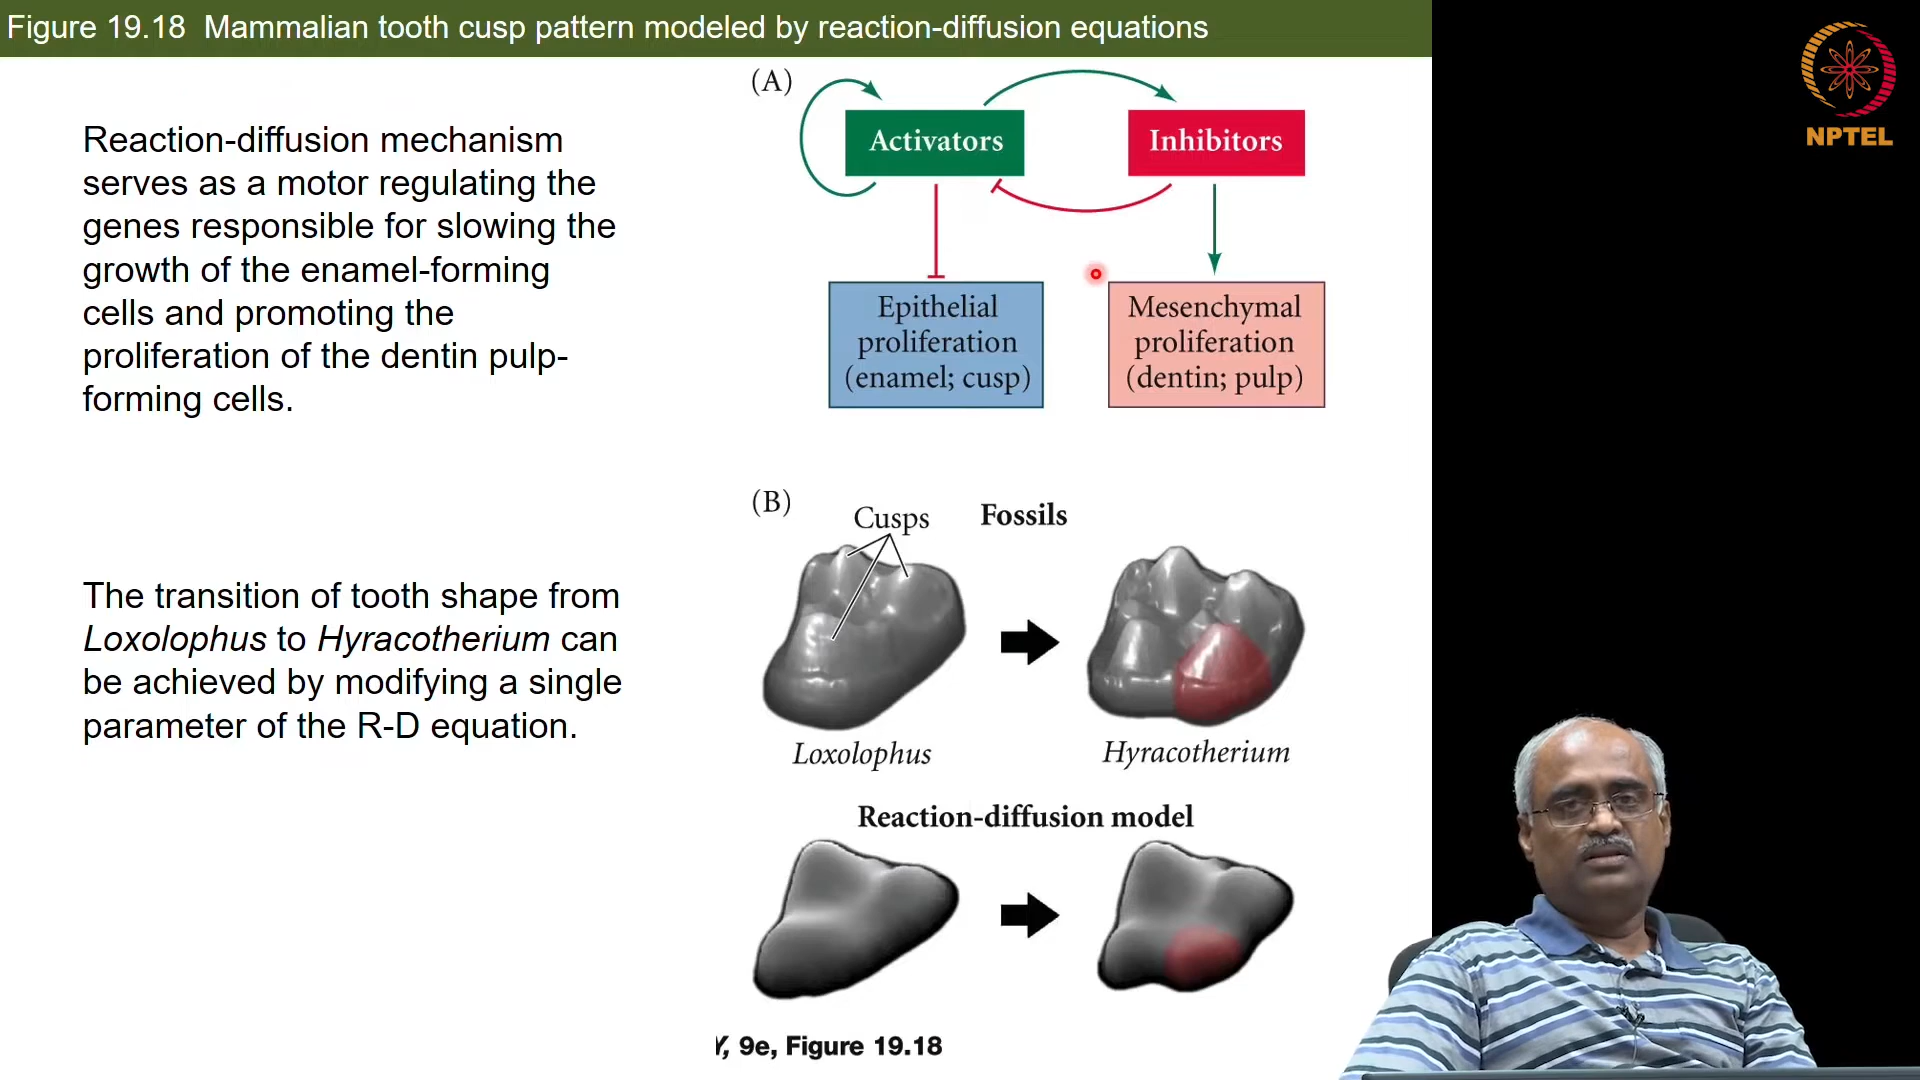 Figure 19.18 Mammalian tooth cusp pattern modeled by reaction-diffusion equations
Reaction-diffusion mechanism
serves as a motor regulating the
genes responsible for slowing the
growth of the enamel-forming
cells and promoting the
proliferation of the dentin pulp-
forming cells.
The transition of tooth shape from
Loxolophus to Hyracotherium can
be achieved by modifying a single
parameter of the R-D equation.
(A)
Activators
Inhibitors
Epithelial
proliferation
(enamel; cusp)
Mesenchymal
proliferation
(dentin; pulp)
(B)
Cusps
Fossils
Loxolophus
Hyracotherium
Reaction-diffusion model
Y, 9e, Figure 19.18
NPTEL